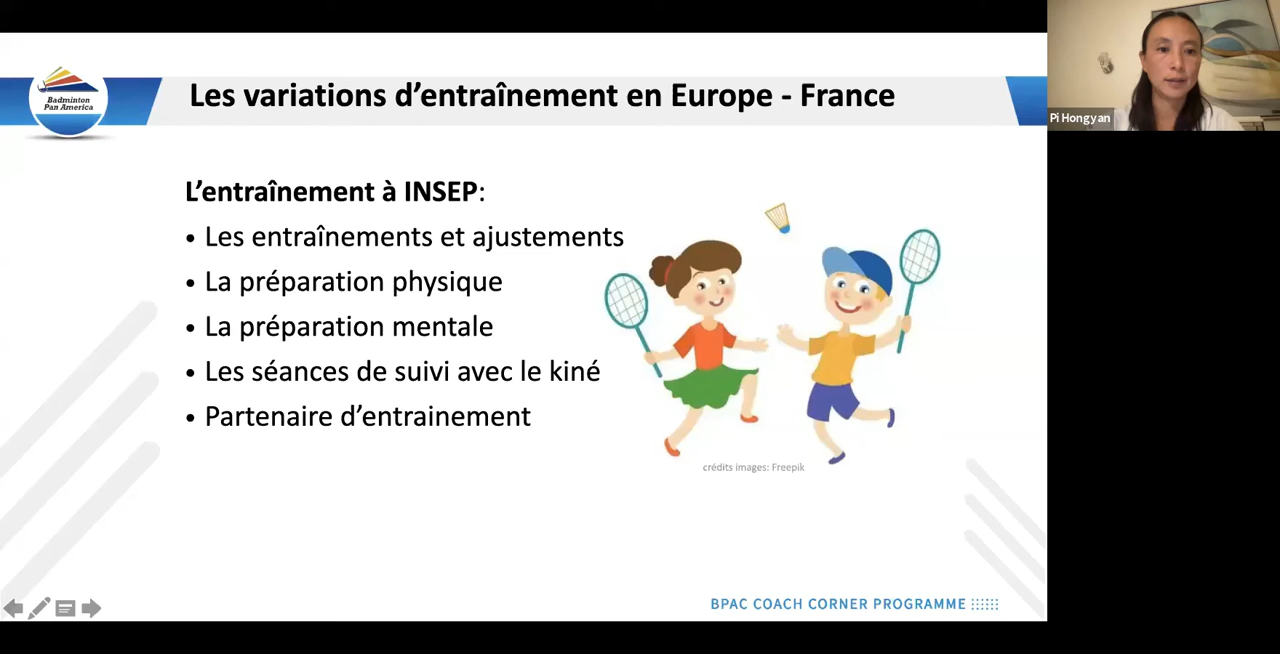 Badminton
Pan America
Les variations d’entraînement en Europe - France
Pi Hongyan
L’entraînement à INSEP:
• Les entraînements et ajustements
• La préparation physique
• La préparation mentale
• Les séances de suivi avec le kiné
• Partenaire d’entrainement
crédits images: Freepik
BPAC COACH CORNER PROGRAMME